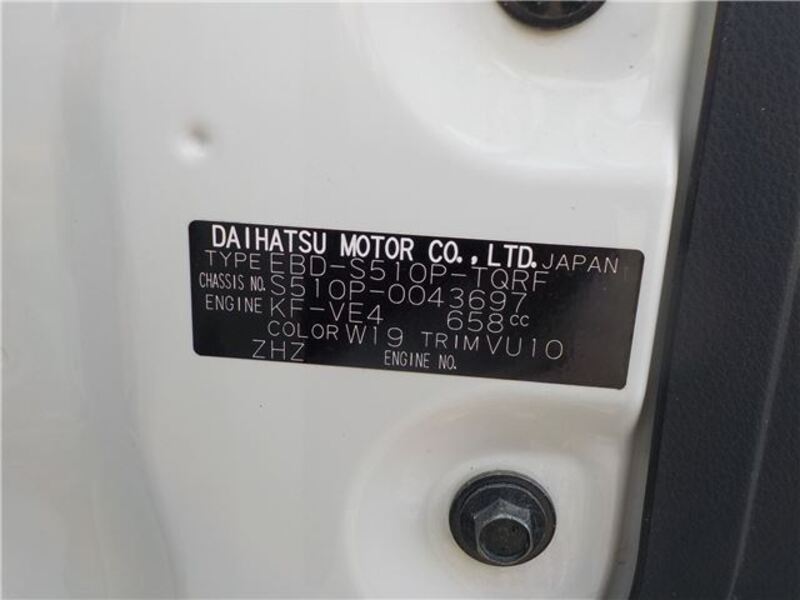 DAIHATSU MOTOR CO., LTD. JAPAN
TYPE EBD-S510P-TQRF
CHASSIS NO. S510P-0043697
ENGINE KF-VE4 658cc
COLOR W19 TRIM VU10
ZHZ ENGINE NO.